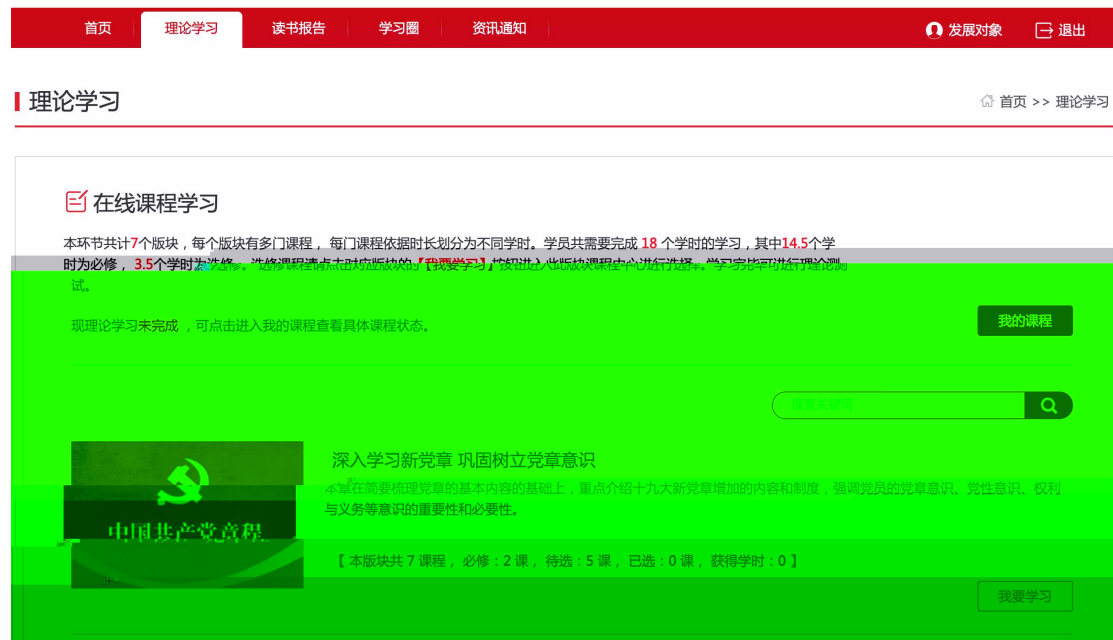 首页 理论学习 读书报告 学习圈 资讯通知 发展对象 退出
理论学习
首页 >> 理论学习
在线课程学习
本环节共计7个版块，每个版块有多门课程， 每门课程依据时长划分为不同学时。学员共需要完成 18 个学时的学习，其中14.5个学
时为必修， 3.5个学时为选修。选修课程请点击对应版块的【我要学习】按钮进入此版块课程中心进行选择。学习完毕可进行理论测
试。
现理论学习未完成 ，可点击进入我的课程查看具体课程状态。
我的课程
深入学习新党章 巩固树立党章意识
本章在简要梳理党章的基本内容的基础上，重点介绍十九大新党章增加的内容和制度，强调党员的党章意识、党性意识、权利
与义务等意识的重要性和必要性。
中国共产党章程
【 本版块共 7 课程， 必修：2 课， 待选：5 课， 已选：0 课， 获得学时：0 】
我要学习